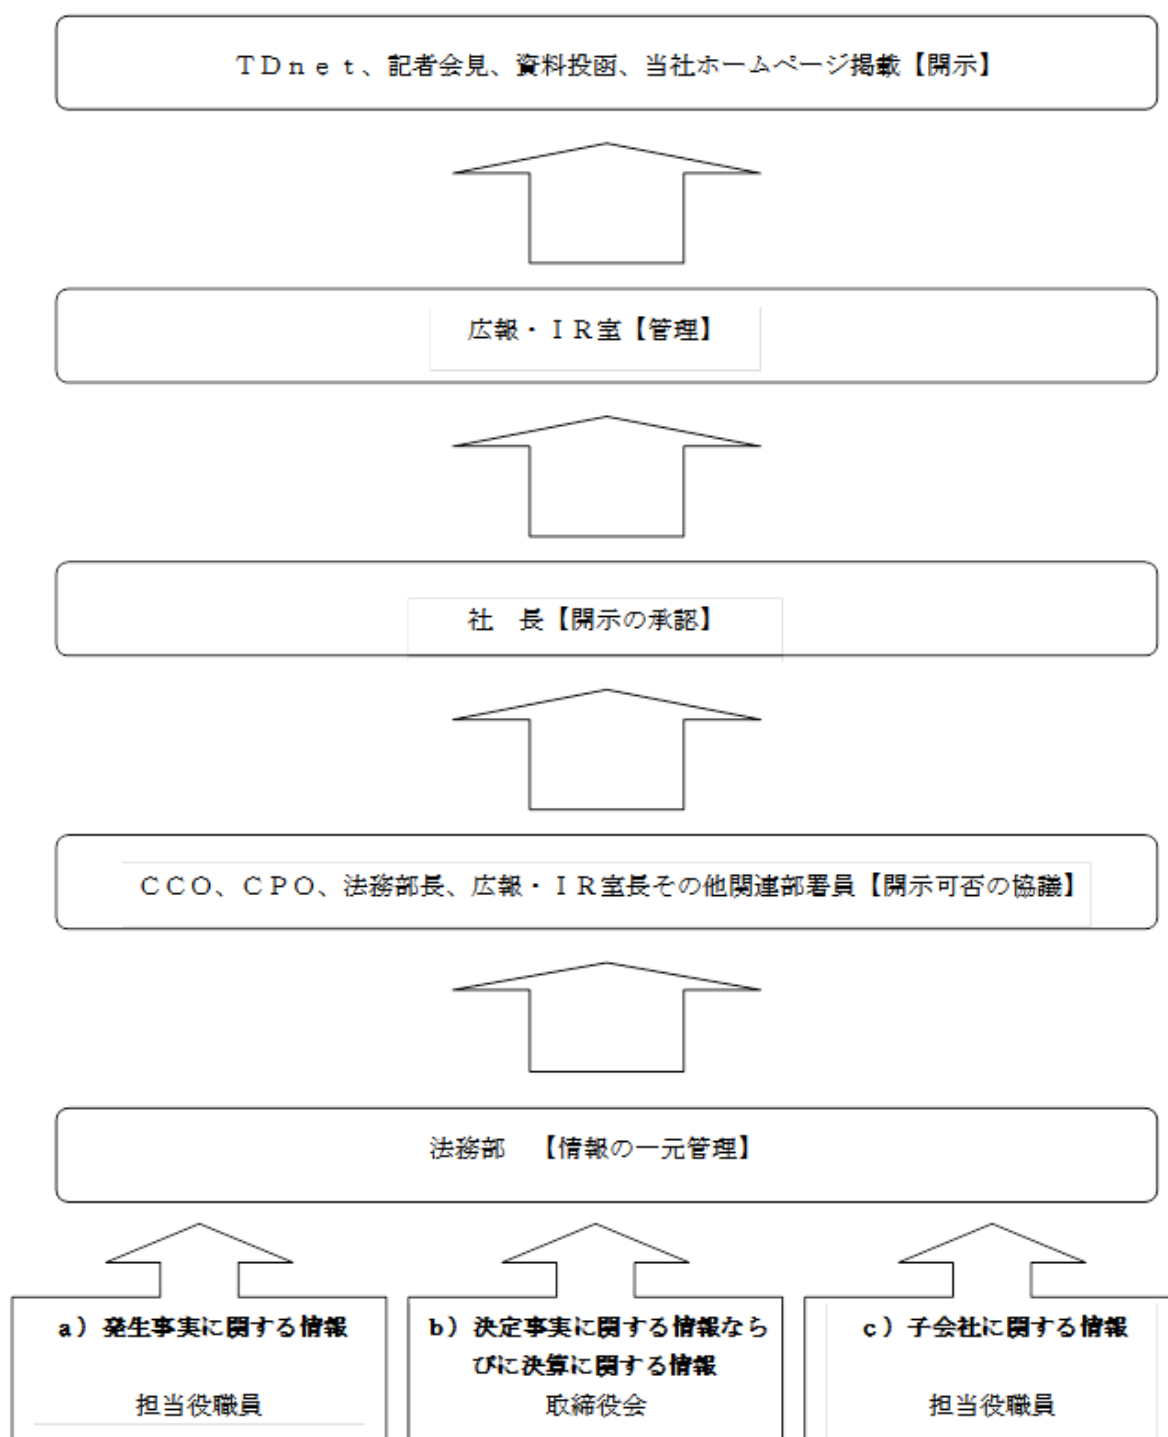 ＴＤｎｅｔ、記者会見、資料投函、当社ホームページ掲載【開示】
広報・ＩＲ室【管理】
社　長【開示の承認】
ＣＣＯ、ＣＰＯ、法務部長、広報・ＩＲ室長その他関連部署員【開示可否の協議】
法務部　【情報の一元管理】
ａ）発生事実に関する情報
担当役職員
ｂ）決定事実に関する情報なら
びに決算に関する情報
取締役会
ｃ）子会社に関する情報
担当役職員